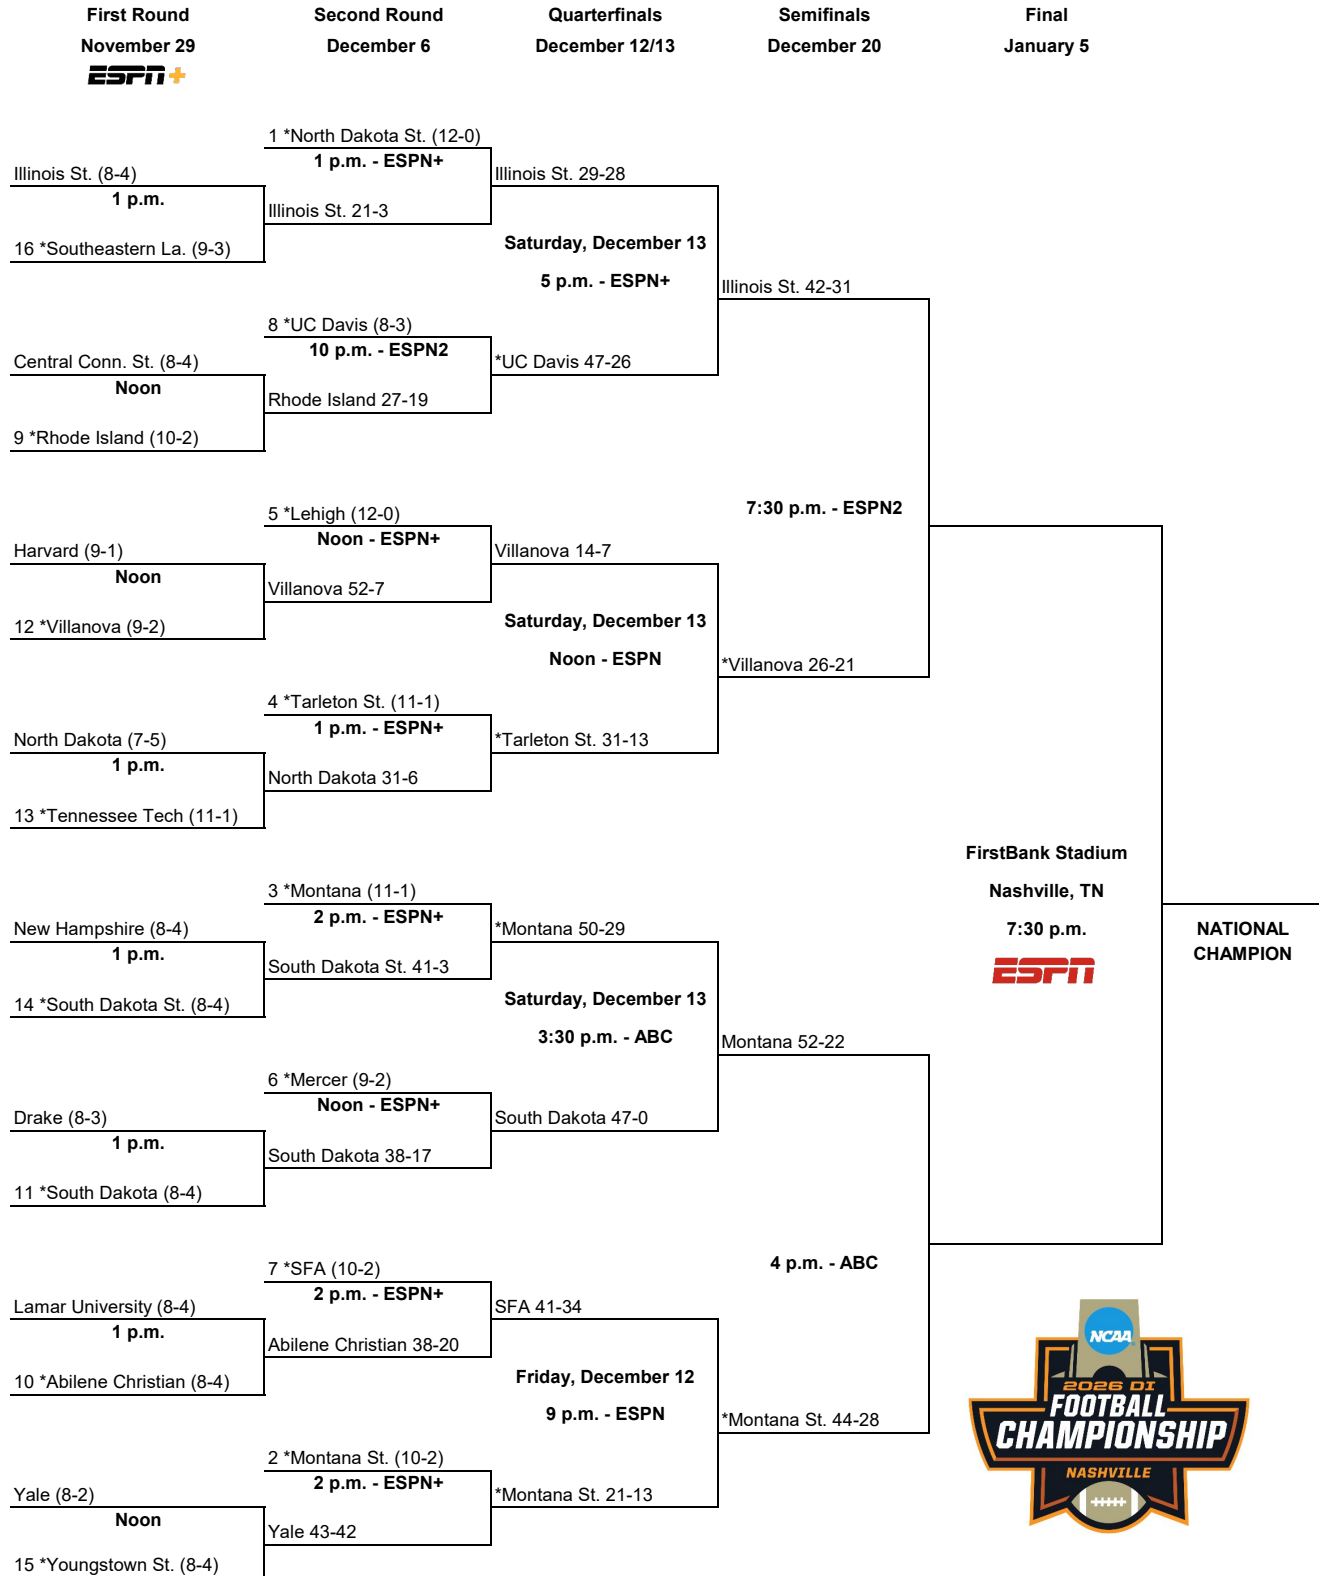 First Round
November 29
ESPN+
Second Round
December 6
Quarterfinals
December 12/13
Semifinals
December 20
Final
January 5
1 *North Dakota St. (12-0)
1 p.m. - ESPN+
Illinois St. (8-4)
Illinois St. 29-28
1 p.m.
Illinois St. 21-3
16 *Southeastern La. (9-3)
Saturday, December 13
5 p.m. - ESPN+
Illinois St. 42-31
8 *UC Davis (8-3)
10 p.m. - ESPN2
Central Conn. St. (8-4)
*UC Davis 47-26
Noon
Rhode Island 27-19
9 *Rhode Island (10-2)
7:30 p.m. - ESPN2
5 *Lehigh (12-0)
Noon - ESPN+
Harvard (9-1)
Villanova 14-7
Noon
Villanova 52-7
12 *Villanova (9-2)
Saturday, December 13
Noon - ESPN
*Villanova 26-21
4 *Tarleton St. (11-1)
1 p.m. - ESPN+
North Dakota (7-5)
*Tarleton St. 31-13
1 p.m.
North Dakota 31-6
13 *Tennessee Tech (11-1)
FirstBank Stadium
Nashville, TN
7:30 p.m.
ESPN
NATIONAL
CHAMPION
3 *Montana (11-1)
2 p.m. - ESPN+
New Hampshire (8-4)
*Montana 50-29
1 p.m.
South Dakota St. 41-3
14 *South Dakota St. (8-4)
Saturday, December 13
3:30 p.m. - ABC
Montana 52-22
6 *Mercer (9-2)
Noon - ESPN+
Drake (8-3)
South Dakota 47-0
1 p.m.
South Dakota 38-17
11 *South Dakota (8-4)
4 p.m. - ABC
7 *SFA (10-2)
2 p.m. - ESPN+
Lamar University (8-4)
SFA 41-34
1 p.m.
Abilene Christian 38-20
10 *Abilene Christian (8-4)
Friday, December 12
9 p.m. - ESPN
*Montana St. 44-28
2 *Montana St. (10-2)
2 p.m. - ESPN+
Yale (8-2)
*Montana St. 21-13
Noon
Yale 43-42
15 *Youngstown St. (8-4)
NCAA
2026 DI
FOOTBALL
CHAMPIONSHIP
NASHVILLE